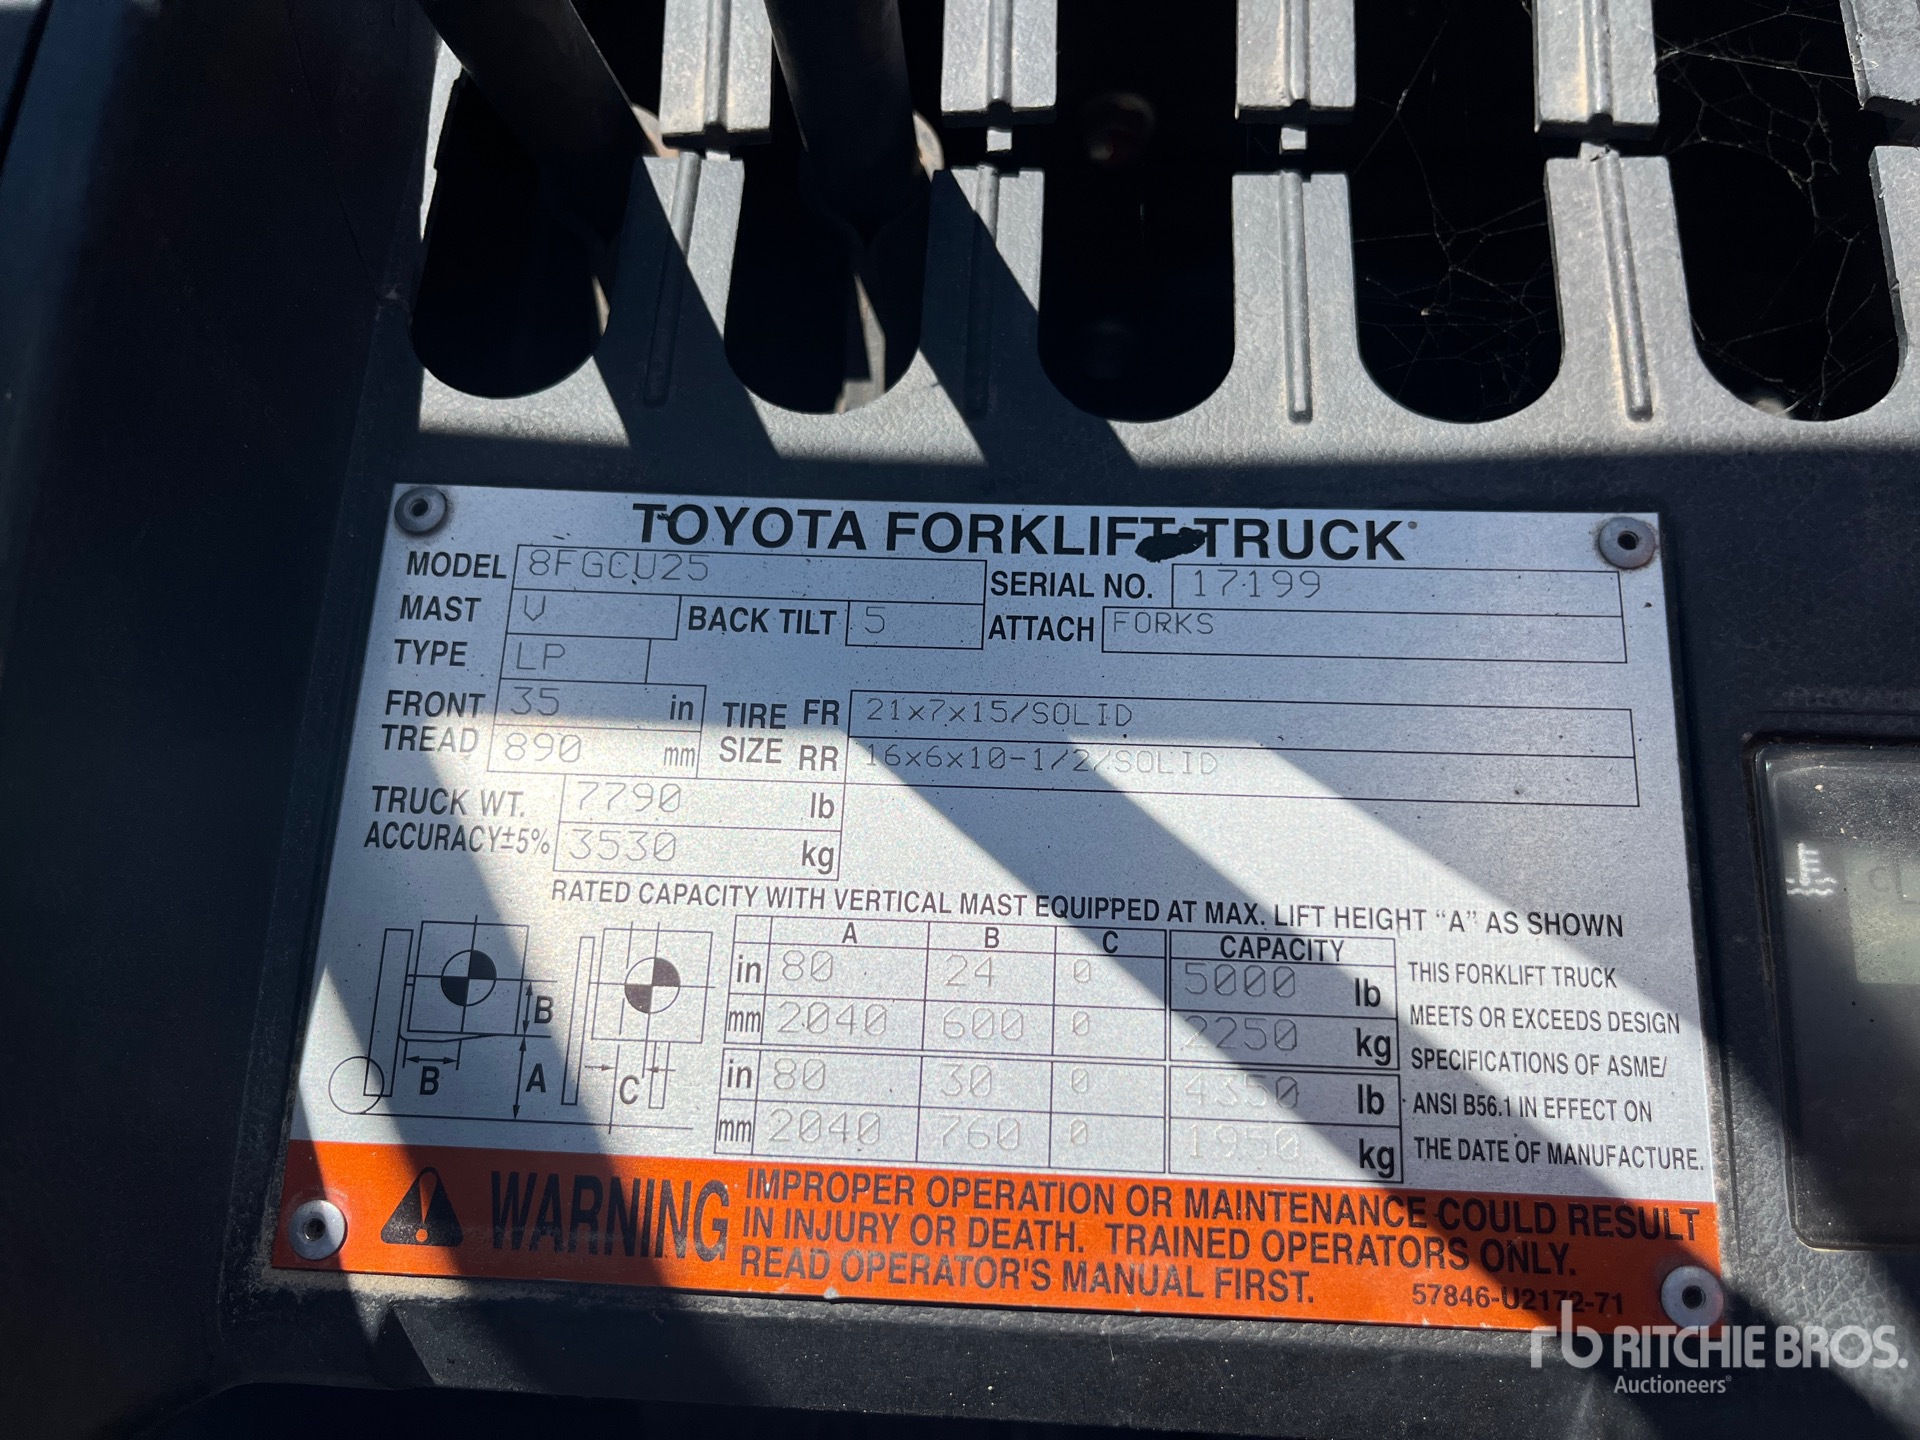 TOYOTA FORKLIFT TRUCK
MODEL 8FGCU25 SERIAL NO. 17199
MAST V BACK TILT 5 ATTACH FORKS
TYPE LP
FRONT TREAD 35 in
890 mm
TIRE SIZE FR 21x7x15/SOLID
RR 16x6x10-1/2/SOLID
TRUCK WT. 7790 lb
ACCURACY±5% 3530 kg
RATED CAPACITY WITH VERTICAL MAST EQUIPPED AT MAX. LIFT HEIGHT "A" AS SHOWN
A B C CAPACITY
in 80 24 0 5000 lb
mm 2040 600 0 2250 kg
in 80 30 0 4350 lb
mm 2040 760 0 1950 kg
B
B
A
C
THIS FORKLIFT TRUCK
MEETS OR EXCEEDS DESIGN
SPECIFICATIONS OF ASME/
ANSI B56.1 IN EFFECT ON
THE DATE OF MANUFACTURE.
WARNING
IMPROPER OPERATION OR MAINTENANCE COULD RESULT
IN INJURY OR DEATH. TRAINED OPERATORS ONLY.
READ OPERATOR'S MANUAL FIRST.
57846-U2172-71
rb RITCHIE BROS.
Auctioneers